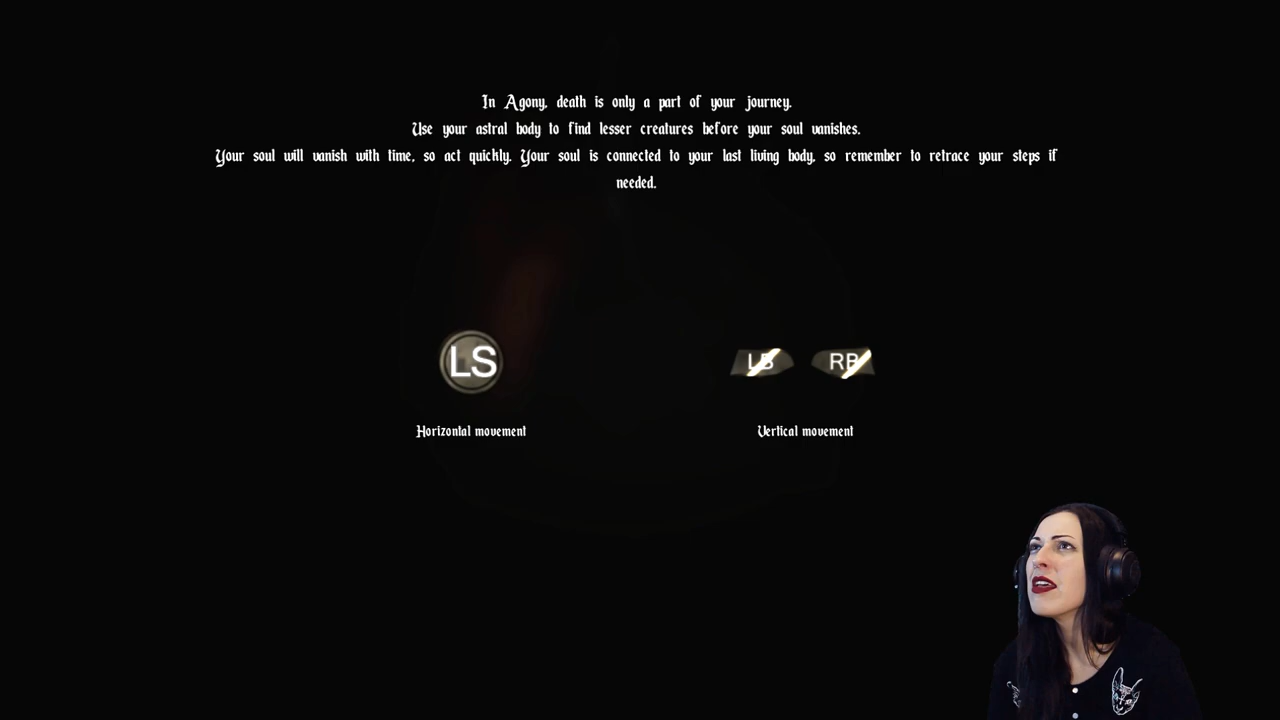 In Agony, death is only a part of your journey.
Use your astral body to find lesser creatures before your soul vanishes.
Your soul will vanish with time, so act quickly. Your soul is connected to your last living body, so remember to retrace your steps if
needed.
LS
LB RB
Horizontal movement
Vertical movement